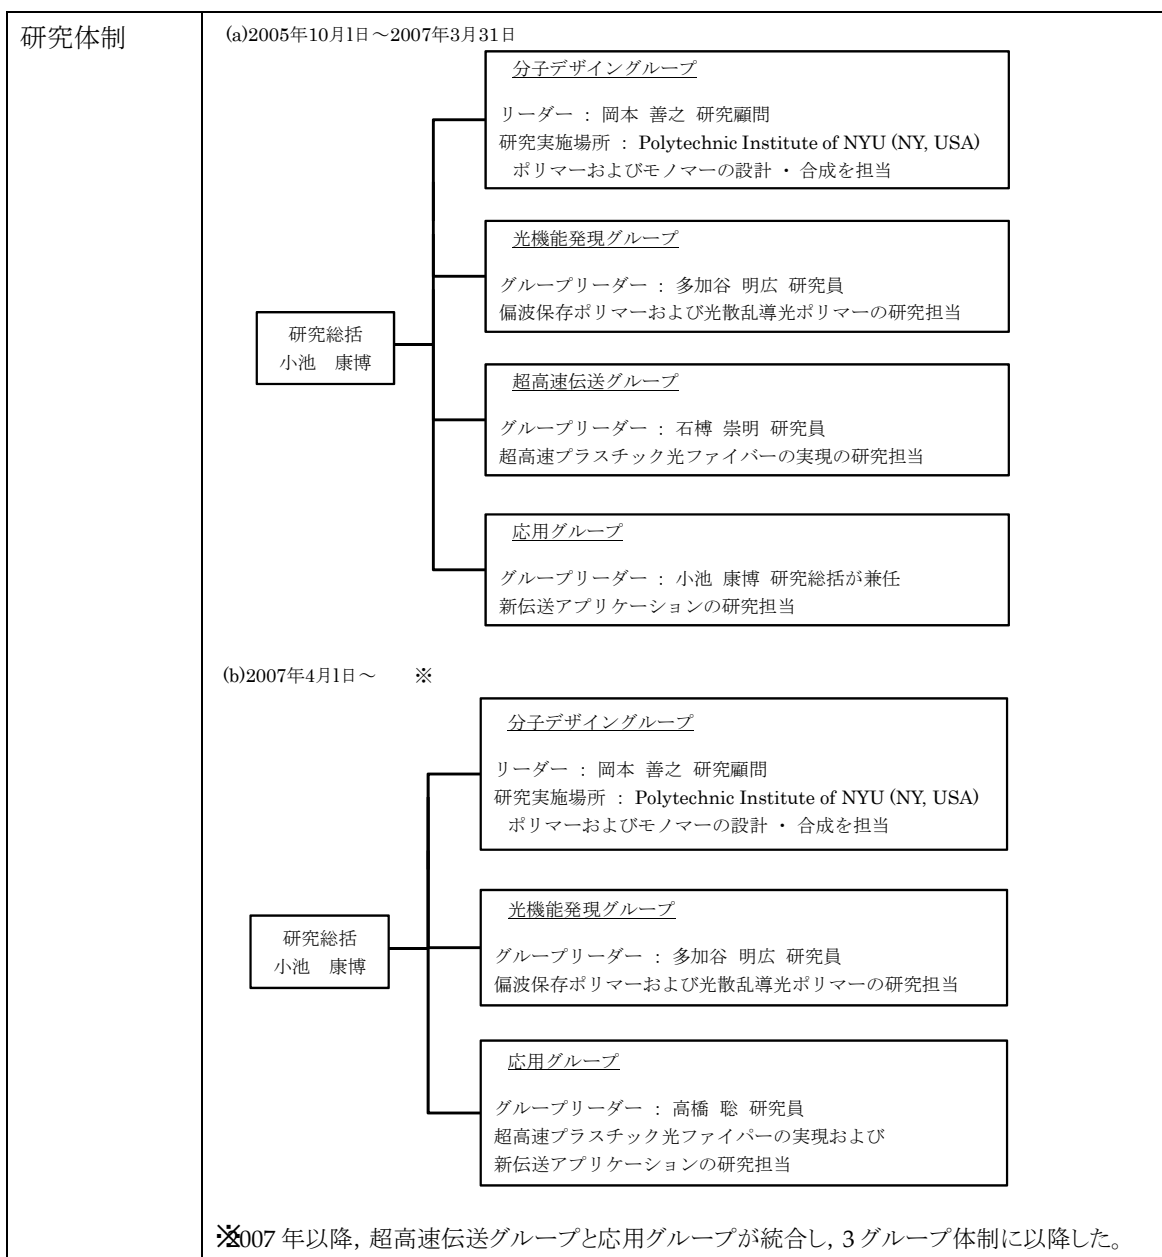 研究体制
(a)2005年10月1日～2007年3月31日
分子デザイングループ
リーダー : 岡本 善之 研究顧問
研究実施場所 : Polytechnic Institute of NYU (NY, USA)
ポリマーおよびモノマーの設計 ・ 合成を担当
光機能発現グループ
グループリーダー : 多加谷 明広 研究員
偏波保存ポリマーおよび光散乱導光ポリマーの研究担当
研究総括
小池 康博
超高速伝送グループ
グループリーダー : 石榑 崇明 研究員
超高速プラスチック光ファイバーの実現の研究担当
応用グループ
グループリーダー : 小池 康博 研究総括が兼任
新伝送アプリケーションの研究担当
(b)2007年4月1日～ ※
分子デザイングループ
リーダー : 岡本 善之 研究顧問
研究実施場所 : Polytechnic Institute of NYU (NY, USA)
ポリマーおよびモノマーの設計 ・ 合成を担当
光機能発現グループ
グループリーダー : 多加谷 明広 研究員
偏波保存ポリマーおよび光散乱導光ポリマーの研究担当
研究総括
小池 康博
応用グループ
グループリーダー : 高橋 聡 研究員
超高速プラスチック光ファイバーの実現および
新伝送アプリケーションの研究担当
※2007 年以降, 超高速伝送グループと応用グループが統合し, 3 グループ体制に以降した。